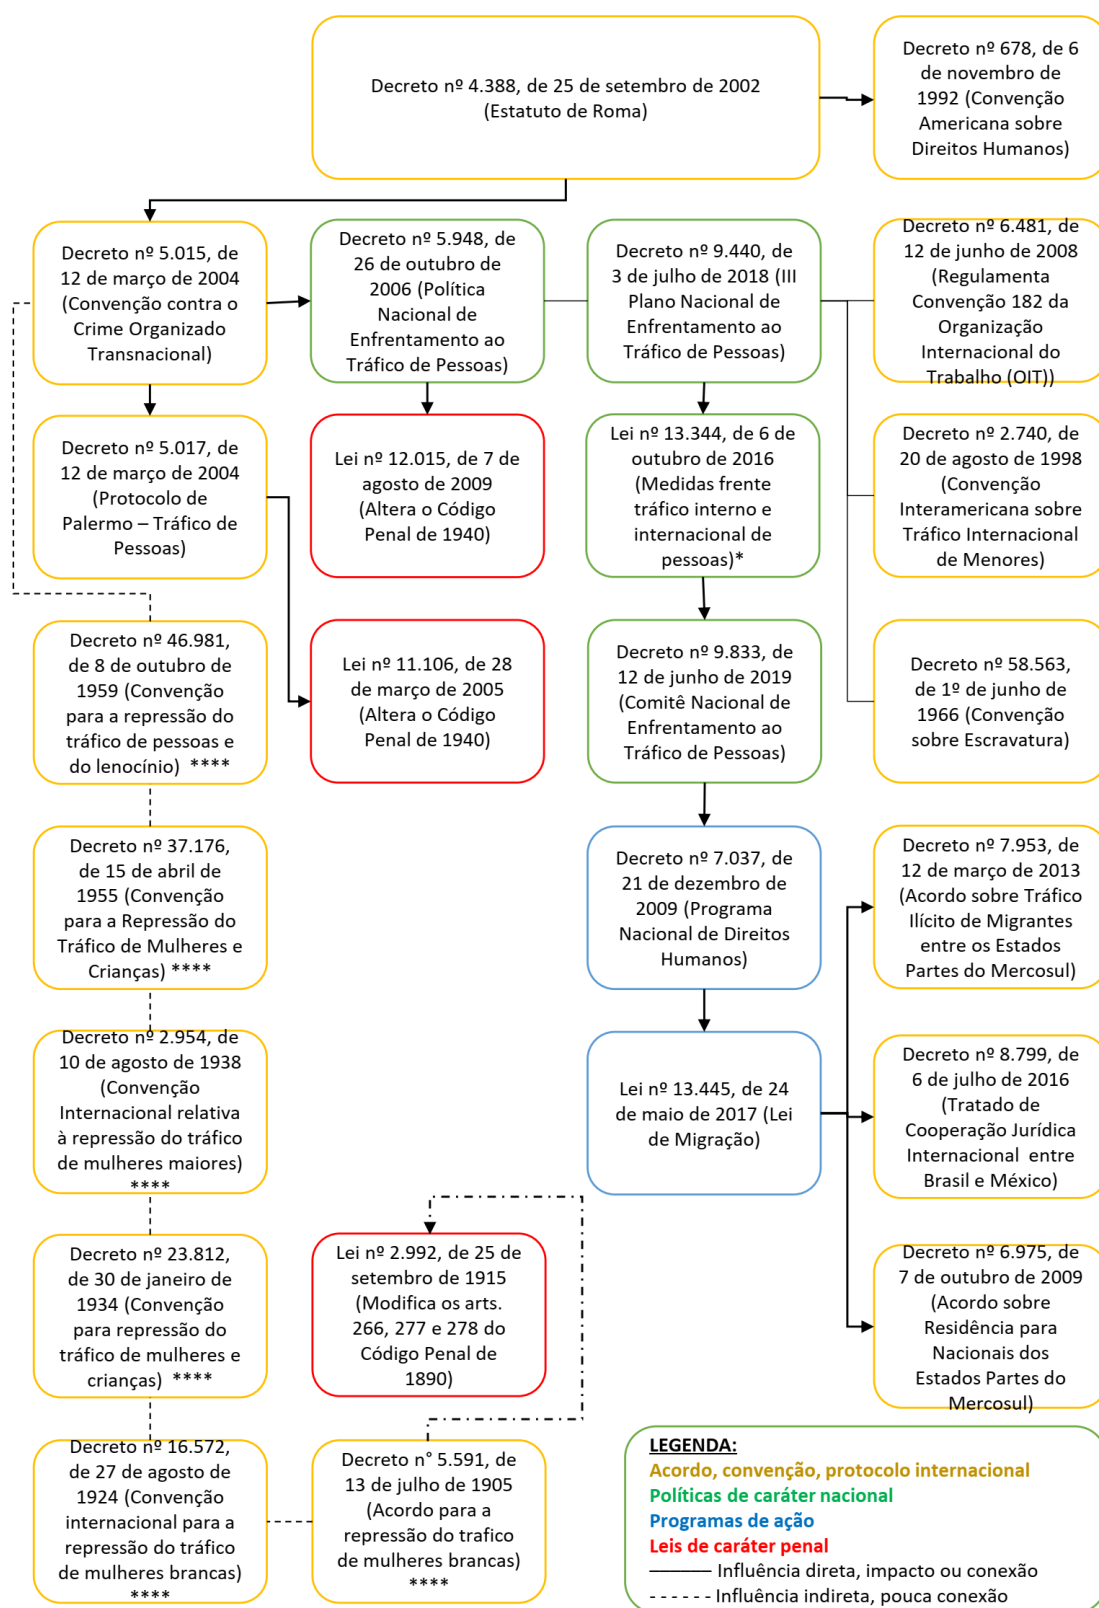 Decreto nº 4.388, de 25 de setembro de 2002
(Estatuto de Roma)
Decreto nº 678, de 6
de novembro de
1992 (Convenção
Americana sobre
Direitos Humanos)
Decreto nº 5.015, de
12 de março de 2004
(Convenção contra o
Crime Organizado
Transnacional)
Decreto nº 5.948, de
26 de outubro de
2006 (Política
Nacional de
Enfrentamento ao
Tráfico de Pessoas)
Decreto nº 9.440, de
3 de julho de 2018 (III
Plano Nacional de
Enfrentamento ao
Tráfico de Pessoas)
Decreto nº 6.481, de
12 de junho de 2008
(Regulamenta
Convenção 182 da
Organização
Internacional do
Trabalho (OIT))
Decreto nº 5.017, de
12 de março de 2004
(Protocolo de
Palermo – Tráfico de
Pessoas)
Lei nº 12.015, de 7 de
agosto de 2009
(Altera o Código
Penal de 1940)
Lei nº 13.344, de 6 de
outubro de 2016
(Medidas frente
tráfico interno e
internacional de
pessoas)*
Decreto nº 2.740, de
20 de agosto de 1998
(Convenção
Interamericana sobre
Tráfico Internacional
de Menores)
Decreto nº 46.981,
de 8 de outubro de
1959 (Convenção
para a repressão do
tráfico de pessoas e
do lenocínio) ****
Lei nº 11.106, de 28
de março de 2005
(Altera o Código
Penal de 1940)
Decreto nº 9.833, de
12 de junho de 2019
(Comitê Nacional de
Enfrentamento ao
Tráfico de Pessoas)
Decreto nº 58.563,
de 1º de junho de
1966 (Convenção
sobre Escravatura)
Decreto nº 37.176,
de 15 de abril de
1955 (Convenção
para a Repressão do
Tráfico de Mulheres e
Crianças) ****
Decreto nº 7.037, de
21 de dezembro de
2009 (Programa
Nacional de Direitos
Humanos)
Decreto nº 7.953, de
12 de março de 2013
(Acordo sobre Tráfico
Ilícito de Migrantes
entre os Estados
Partes do Mercosul)
Decreto nº 2.954, de
10 de agosto de 1938
(Convenção
Internacional relativa
à repressão do tráfico
de mulheres maiores)
****
Lei nº 13.445, de 24
de maio de 2017 (Lei
de Migração)
Decreto nº 8.799, de
6 de julho de 2016
(Tratado de
Cooperação Jurídica
Internacional entre
Brasil e México)
Decreto nº 23.812,
de 30 de janeiro de
1934 (Convenção
para repressão do
tráfico de mulheres e
crianças) ****
Lei nº 2.992, de 25 de
setembro de 1915
(Modifica os arts.
266, 277 e 278 do
Código Penal de
1890)
Decreto nº 6.975, de
7 de outubro de 2009
(Acordo sobre
Residência para
Nacionais dos
Estados Partes do
Mercosul)
Decreto nº 16.572,
de 27 de agosto de
1924 (Convenção
internacional para a
repressão do tráfico
de mulheres brancas)
****
Decreto n° 5.591, de
13 de julho de 1905
(Acordo para a
repressão do trafico
de mulheres brancas)
****
LEGENDA:
Acordo, convenção, protocolo internacional
Políticas de caráter nacional
Programas de ação
Leis de caráter penal
Influência direta, impacto ou conexão
Influência indireta, pouca conexão